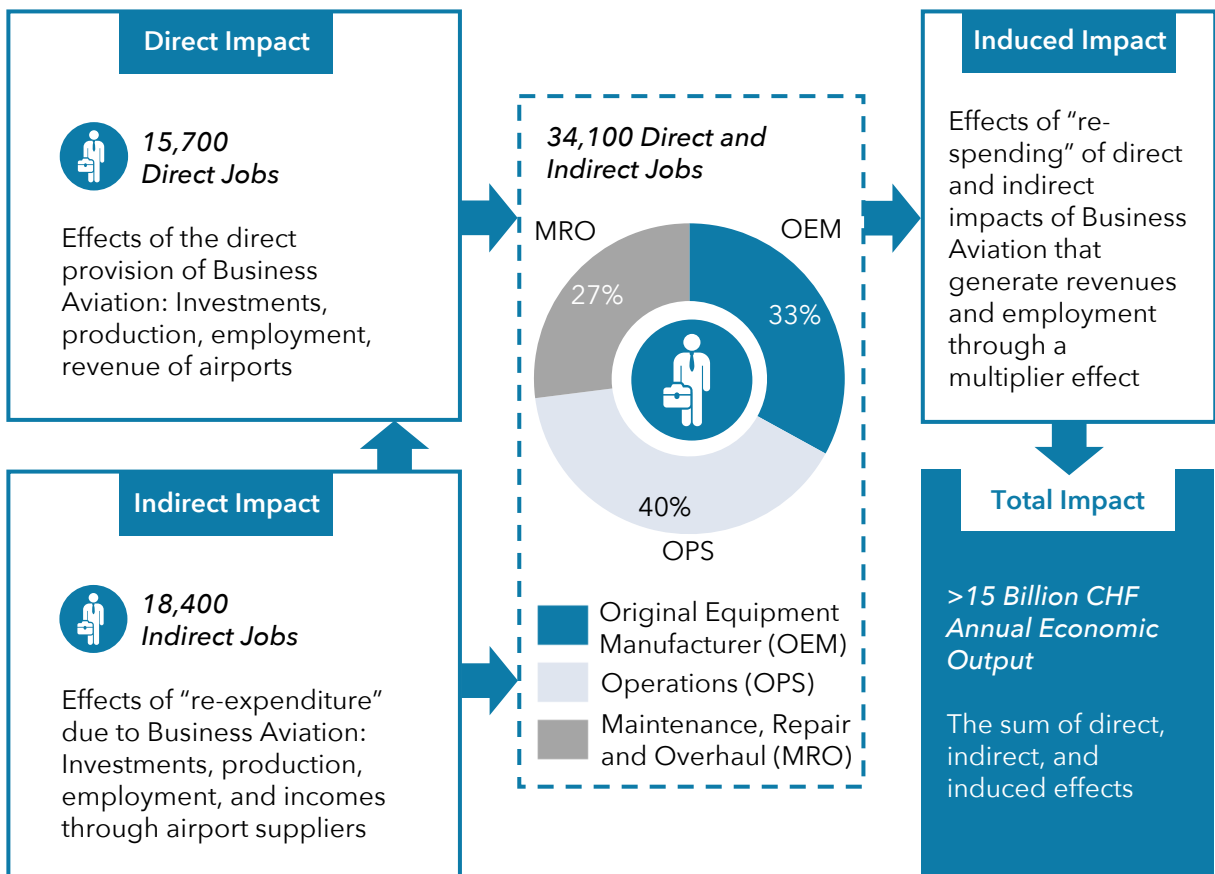 Direct Impact
15,700
Direct Jobs
Effects of the direct
provision of Business
Aviation: Investments,
production, employment,
revenue of airports
Indirect Impact
18,400
Indirect Jobs
Effects of “re-expenditure”
due to Business Aviation:
Investments, production,
employment, and incomes
through airport suppliers
34,100 Direct and
Indirect Jobs
MRO
OEM
27%
33%
40%
OPS
Original Equipment
Manufacturer (OEM)
Operations (OPS)
Maintenance, Repair
and Overhaul (MRO)
Induced Impact
Effects of “re-
spending” of direct
and indirect
impacts of Business
Aviation that
generate revenues
and employment
through a
multiplier effect
Total Impact
>15 Billion CHF
Annual Economic
Output
The sum of direct,
indirect, and
induced effects